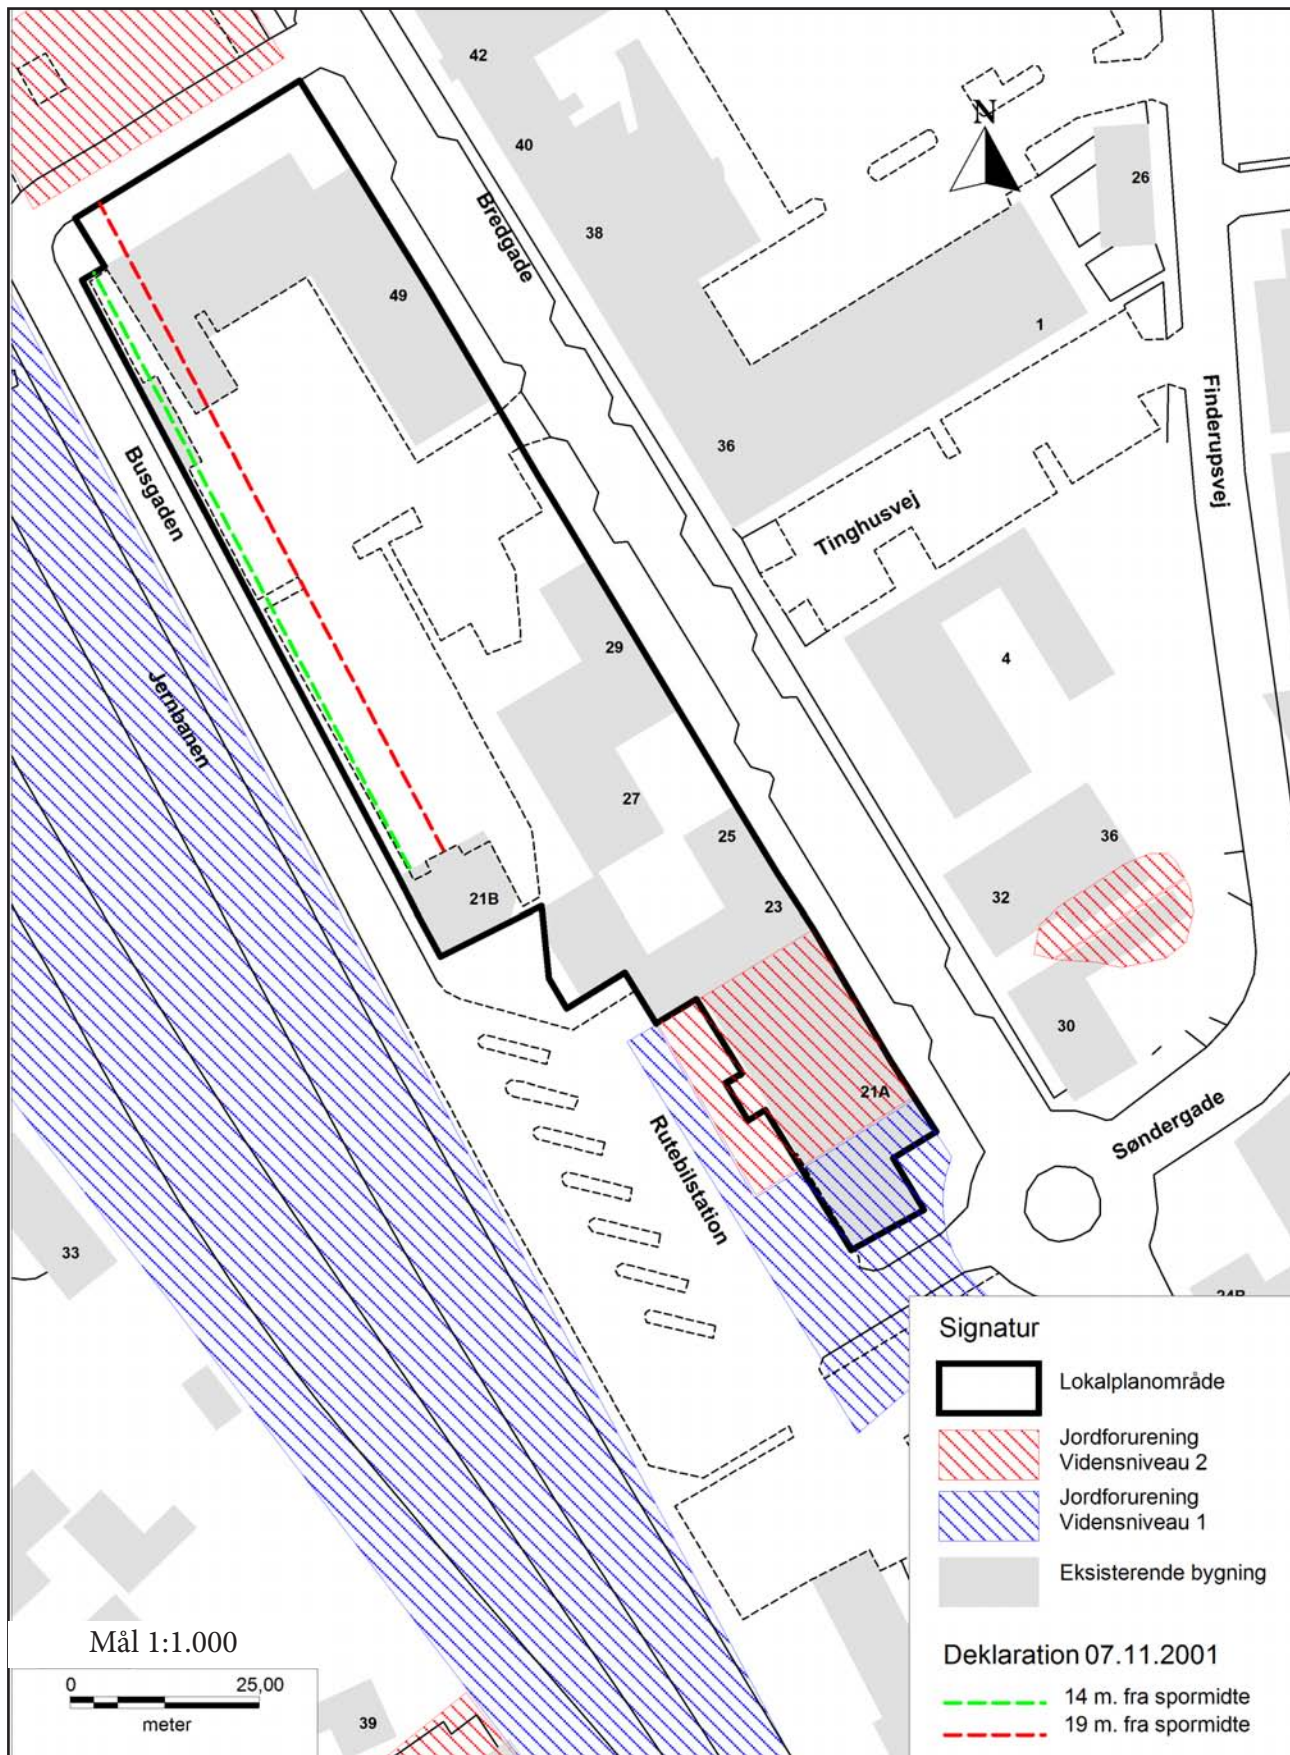 42
40
38
N
26
Bredgade
49
1
36
Finderupsvej
Busgaden
Tinghusvej
29
4
Jernbanen
27
25
36
21B
23
32
30
21A
Søndergade
Rutebilstation
33
24B
Signatur
Lokalplanområde
Jordforurening
Vidensniveau 2
Jordforurening
Vidensniveau 1
Eksisterende bygning
Mål 1:1.000
0 25,00
meter
39
Deklaration 07.11.2001
14 m. fra spormidte
19 m. fra spormidte